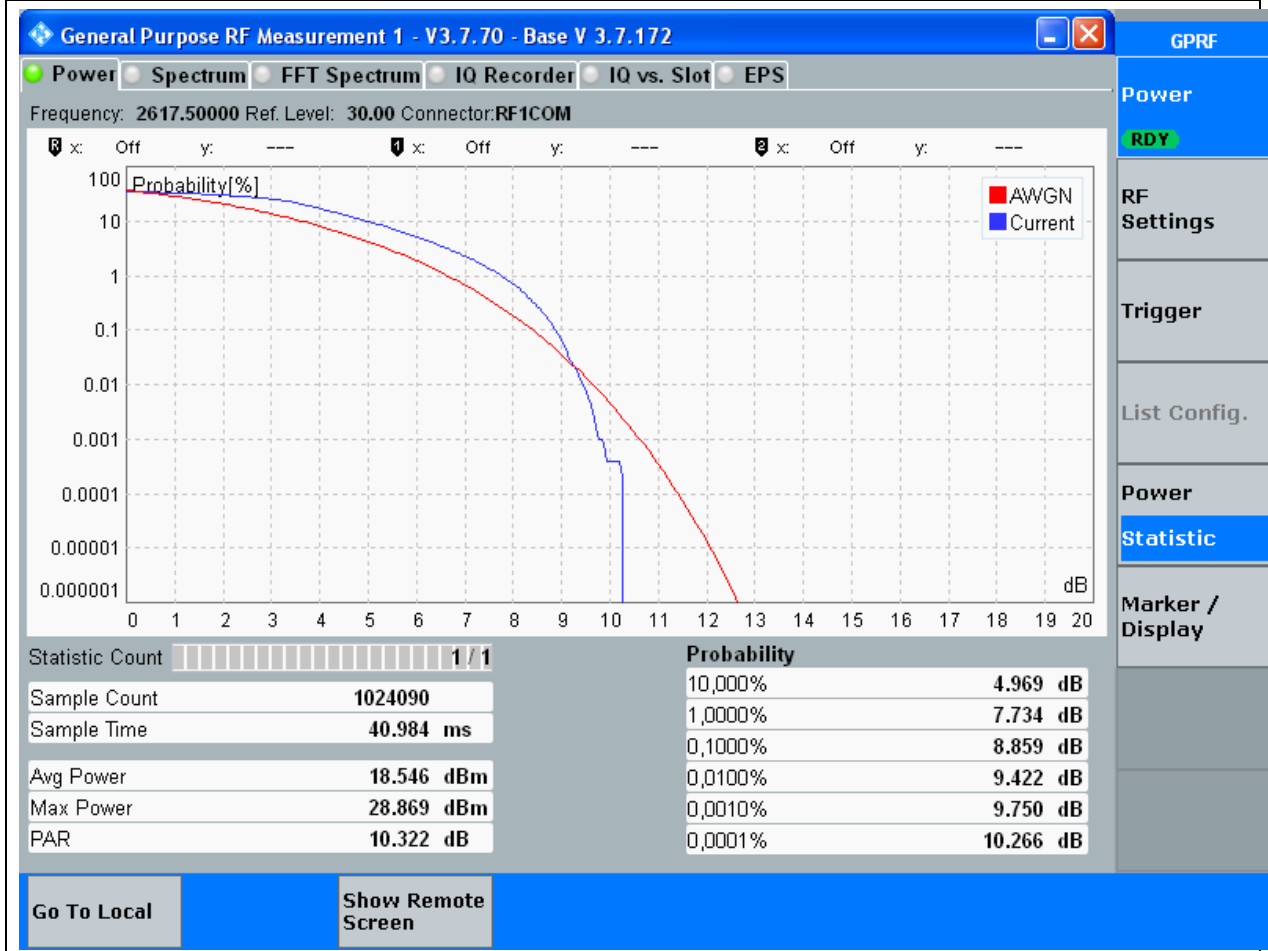 General Purpose RF Measurement 1 - V3.7.70 - Base V 3.7.172
Power Spectrum FFT Spectrum IQ Recorder IQ vs. Slot EPS
Frequency: 2617.50000 Ref. Level: 30.00 Connector:RF1COM
R x: Off y: --- 1 x: Off y: --- 2 x: Off y: ---
Probability[%]
AWGN
Current
100
10
1
0.1
0.01
0.001
0.0001
0.00001
0.000001
dB
0 1 2 3 4 5 6 7 8 9 10 11 12 13 14 15 16 17 18 19 20
Statistic Count 1 / 1
Sample Count 1024090
Sample Time 40.984 ms
Avg Power 18.546 dBm
Max Power 28.869 dBm
PAR 10.322 dB
Probability
10,000% 4.969 dB
1,0000% 7.734 dB
0,1000% 8.859 dB
0,0100% 9.422 dB
0,0010% 9.750 dB
0,0001% 10.266 dB
GPRF
Power
RDY
RF
Settings
Trigger
List Config.
Power
Statistic
Marker /
Display
Go To Local
Show Remote
Screen